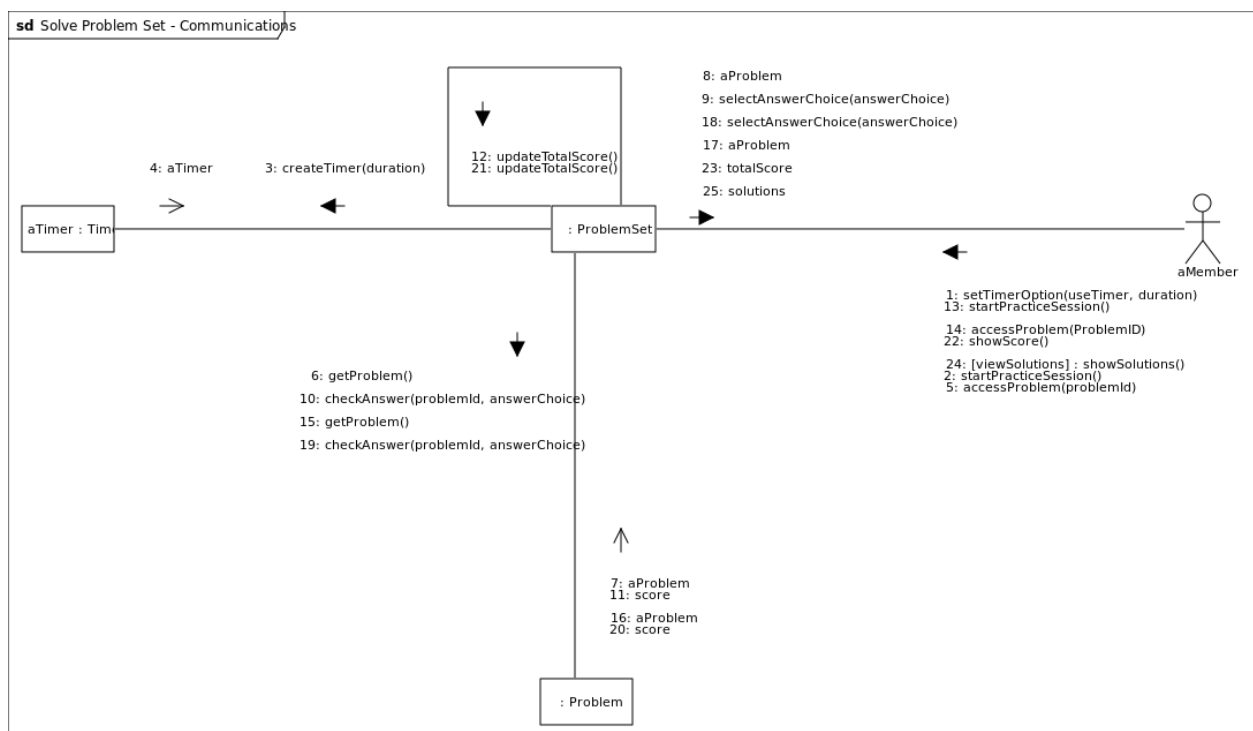 sd Solve Problem Set - Communications
8: aProblem
9: selectAnswerChoice(answerChoice)
18: selectAnswerChoice(answerChoice)
17: aProblem
23: totalScore
25: solutions
12: updateTotalScore()
21: updateTotalScore()
4: aTimer
3: createTimer(duration)
aTimer : Time
: ProblemSet
aMember
1: setTimerOption(useTimer, duration)
13: startPracticeSession()
14: accessProblem(ProblemID)
22: showScore()
24: [viewSolutions] : showSolutions()
2: startPracticeSession()
5: accessProblem(problemId)
6: getProblem()
10: checkAnswer(problemId, answerChoice)
15: getProblem()
19: checkAnswer(problemId, answerChoice)
7: aProblem
11: score
16: aProblem
20: score
: Problem